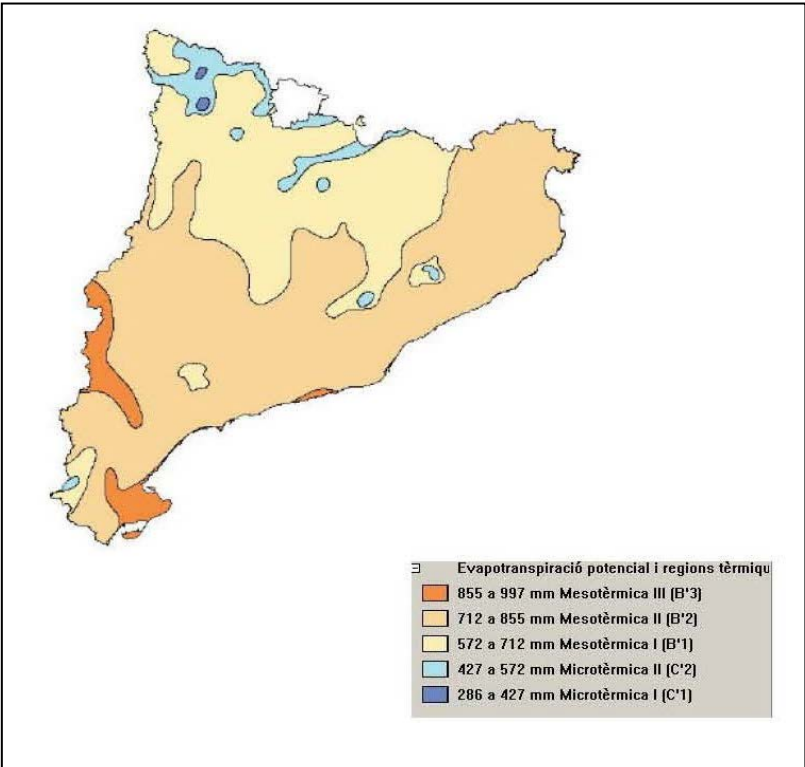 Evapotranspiració potencial i regions tèrmiqu
855 a 997 mm Mesotèrmica III (B'3)
712 a 855 mm Mesotèrmica II (B'2)
572 a 712 mm Mesotèrmica I (B'1)
427 a 572 mm Microtèrmica II (C'2)
286 a 427 mm Microtèrmica I (C'1)